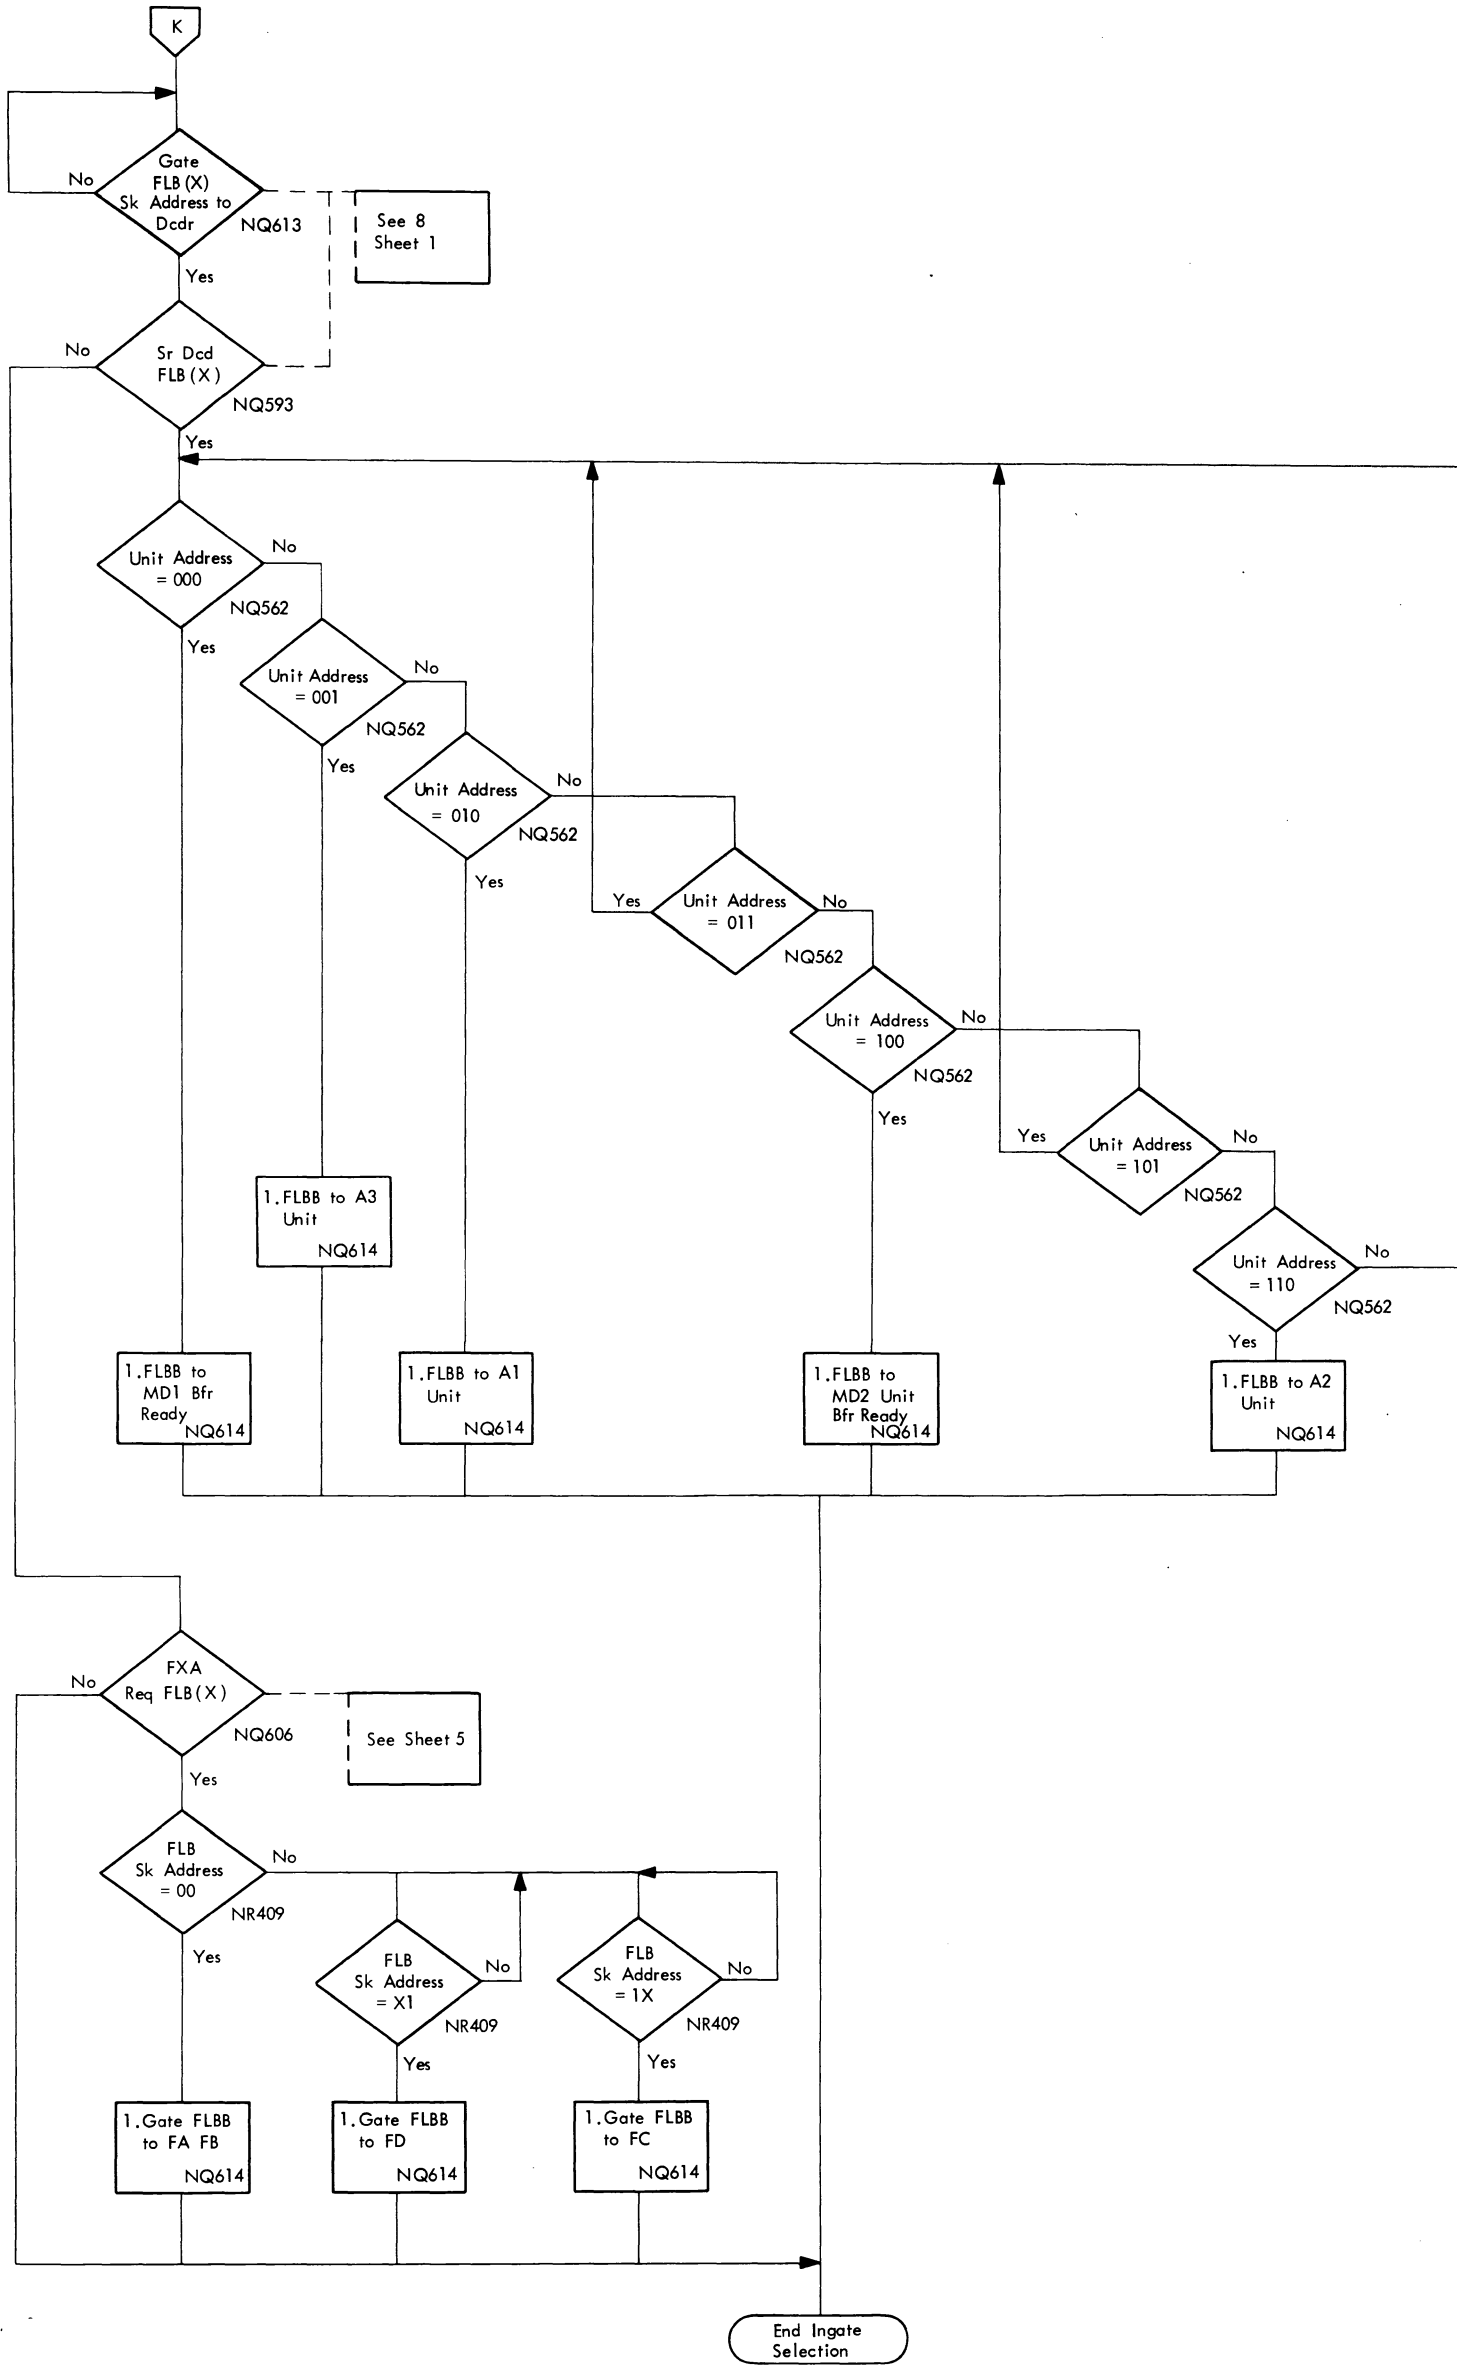 K
Gate
FLB(X)
Sk Address to
Dcdr
No
NQ613
See 8
Sheet 1
Yes
No
Sr Dcd
FLB(X)
NQ593
Yes
Unit Address
= 000
No
NQ562
Yes
Unit Address
= 001
No
NQ562
Yes
Unit Address
= 010
No
NQ562
Yes
Yes
Unit Address
= 011
No
NQ562
Unit Address
= 100
No
NQ562
Yes
Yes
Unit Address
= 101
No
NQ562
Unit Address
= 110
No
NQ562
Yes
1.FLBB to A3
Unit
NQ614
1.FLBB to
MD1 Bfr
Ready
NQ614
1.FLBB to A1
Unit
NQ614
1.FLBB to
MD2 Unit
Bfr Ready
NQ614
1.FLBB to A2
Unit
NQ614
No
FXA
Req FLB(X)
NQ606
See Sheet 5
Yes
FLB
Sk Address
= 00
No
NR409
Yes
FLB
Sk Address
= X1
No
NR409
Yes
FLB
Sk Address
= 1X
No
NR409
Yes
1.Gate FLBB
to FA FB
NQ614
1.Gate FLBB
to FD
NQ614
1.Gate FLBB
to FC
NQ614
End Ingate
Selection